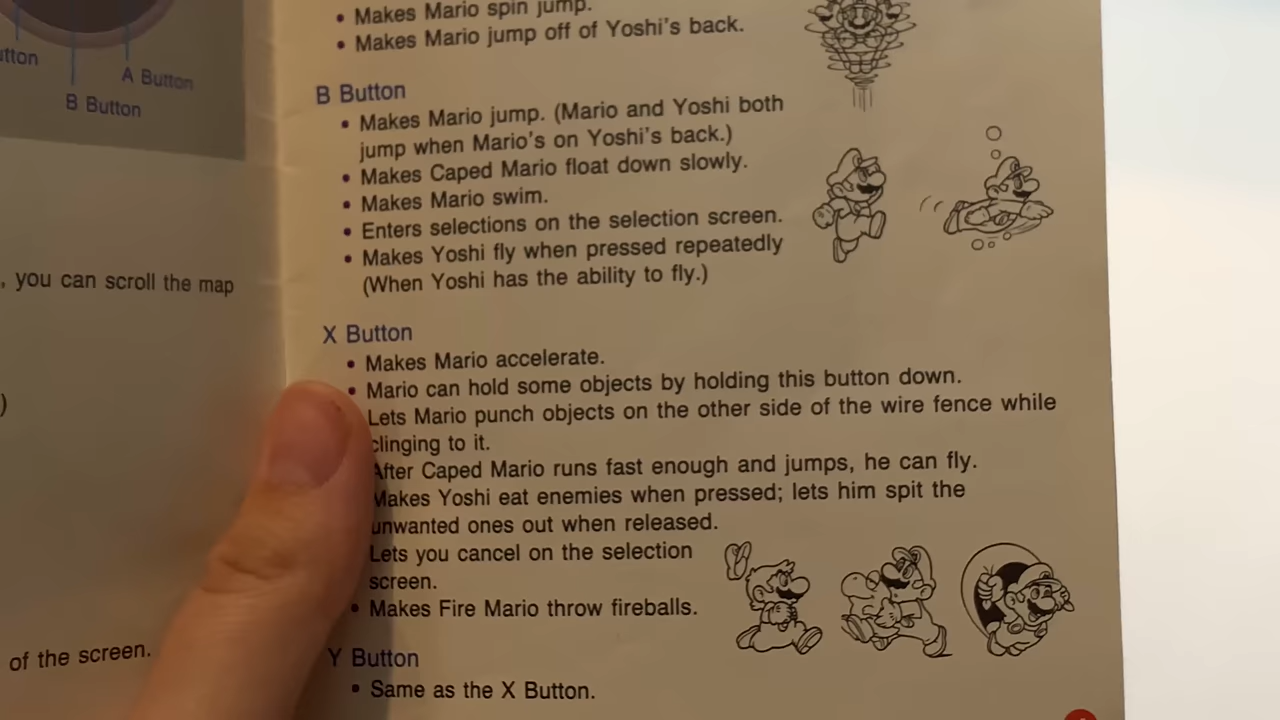 utton
A Button
B Button
, you can scroll the map
)
of the screen.
• Makes Mario spin jump.
• Makes Mario jump off of Yoshi's back.
B Button
• Makes Mario jump. (Mario and Yoshi both
jump when Mario's on Yoshi's back.)
• Makes Caped Mario float down slowly.
• Makes Mario swim.
• Enters selections on the selection screen.
• Makes Yoshi fly when pressed repeatedly
(When Yoshi has the ability to fly.)
X Button
• Makes Mario accelerate.
• Mario can hold some objects by holding this button down.
Lets Mario punch objects on the other side of the wire fence while
clinging to it.
After Caped Mario runs fast enough and jumps, he can fly.
Makes Yoshi eat enemies when pressed; lets him spit the
unwanted ones out when released.
Lets you cancel on the selection
screen.
• Makes Fire Mario throw fireballs.
Y Button
• Same as the X Button.